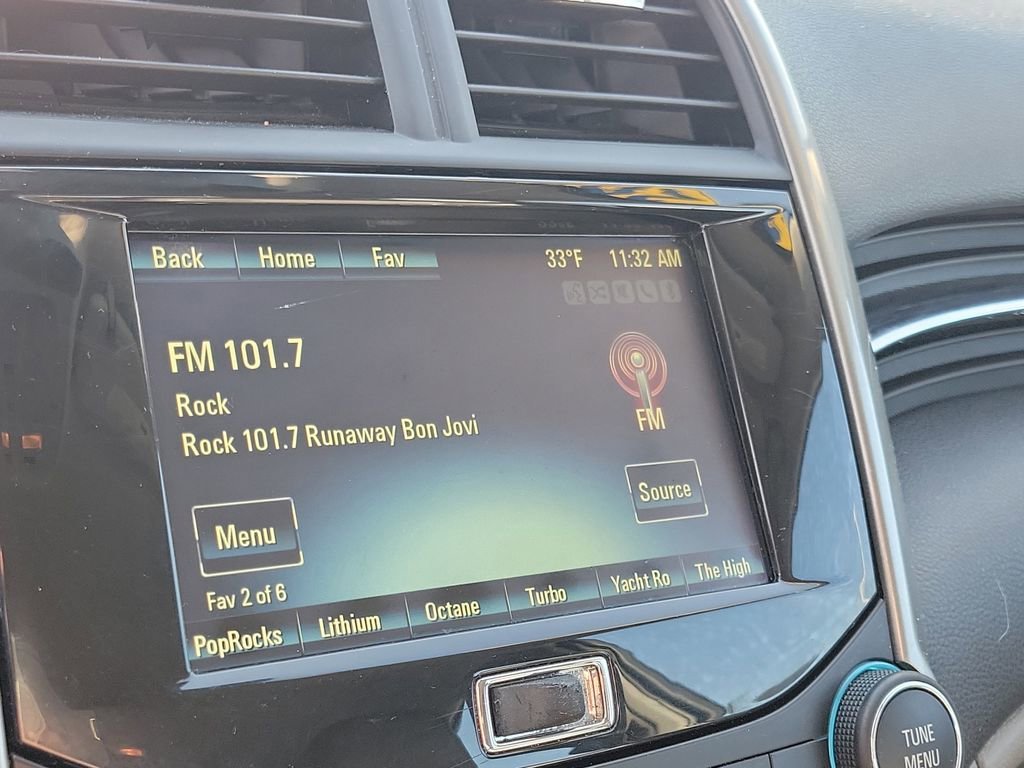 Back Home Fav 33°F 11:32 AM
FM 101.7
Rock
Rock 101.7 Runaway Bon Jovi
FM
Menu Source
Fav 2 of 6
PopRocks Lithium Octane Turbo Yacht Ro The High
TUNE
MENU